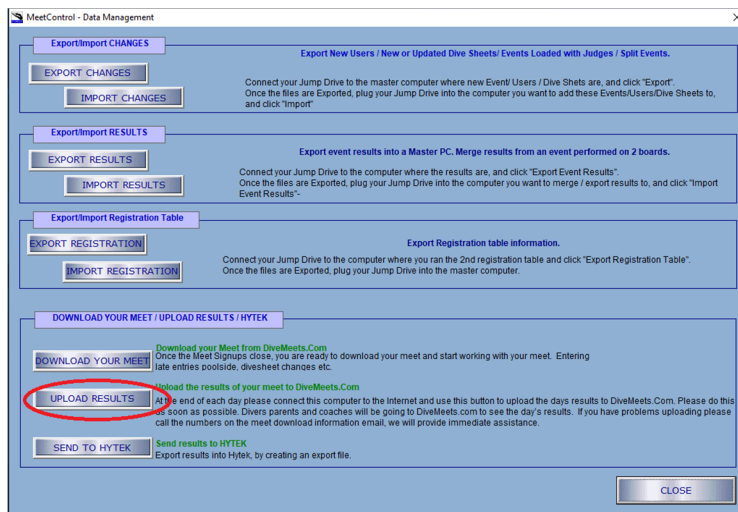 MeetControl - Data Management
Export/Import CHANGES
Export New Users / New or Updated Dive Sheets/ Events Loaded with Judges / Split Events.
EXPORT CHANGES
IMPORT CHANGES
Connect your Jump Drive to the master computer where new Event/ Users / Dive Shets are, and click "Export".
Once the files are Exported, plug your Jump Drive into the computer you want to add these Events/Users/Dive Sheets to,
and click "Import"
Export/Import RESULTS
Export event results into a Master PC. Merge results from an event performed on 2 boards.
EXPORT RESULTS
IMPORT RESULTS
Connect your Jump Drive to the computer where the results are, and click "Export Event Results".
Once the files are Exported, plug your Jump Drive into the computer you want to merge / export results to, and click "Import
Event Results"-
Export/Import Registration Table
Export Registration table information.
EXPORT REGISTRATION
IMPORT REGISTRATION
Connect your Jump Drive to the computer where you ran the 2nd registration table and click "Export Registration Table".
Once the files are Exported, plug your Jump Drive into the master computer.
DOWNLOAD YOUR MEET / UPLOAD RESULTS / HYTEK
DOWNLOAD YOUR MEET
Download your Meet from DiveMeets.Com
Once the Meet Signups close, you are ready to download your meet and start working with your meet. Entering
late entries poolside, divesheet changes etc.
UPLOAD RESULTS
Upload the results of your meet to DiveMeets.Com
At the end of each day please connect this computer to the Internet and use this button to upload the days results to DiveMeets.Com. Please do this
as soon as possible. Divers parents and coaches will be going to DiveMeets.com to see the day's results. If you have problems uploading please
call the numbers on the meet download information email, we will provide immediate assistance.
SEND TO HYTEK
Send results to HYTEK
Export results into Hytek, by creating an export file.
CLOSE